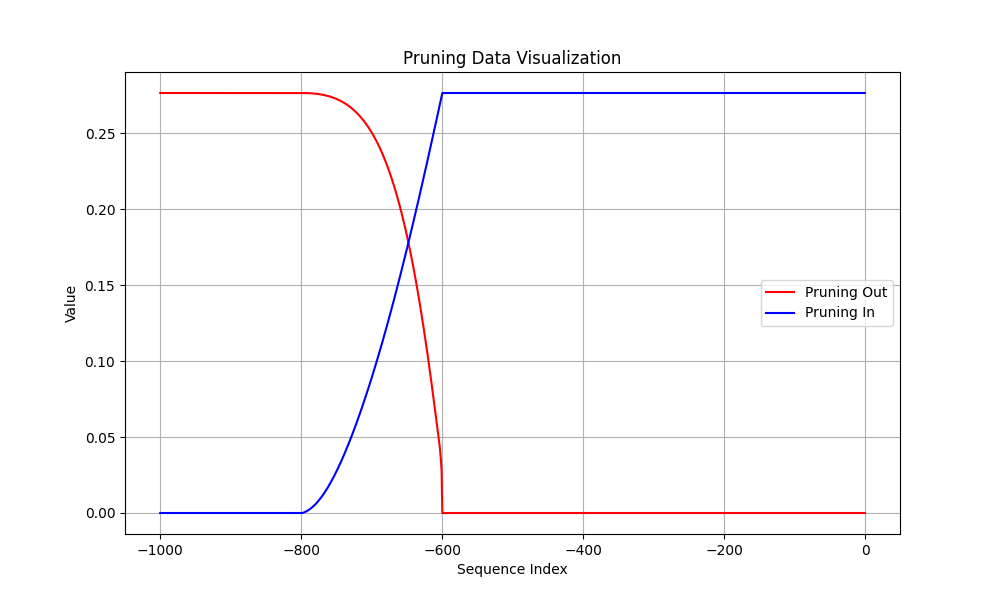 Pruning Data Visualization
0.25
0.20
0.15
0.10
0.05
0.00
Value
Pruning Out
Pruning In
−1000 −800 −600 −400 −200 0
Sequence Index